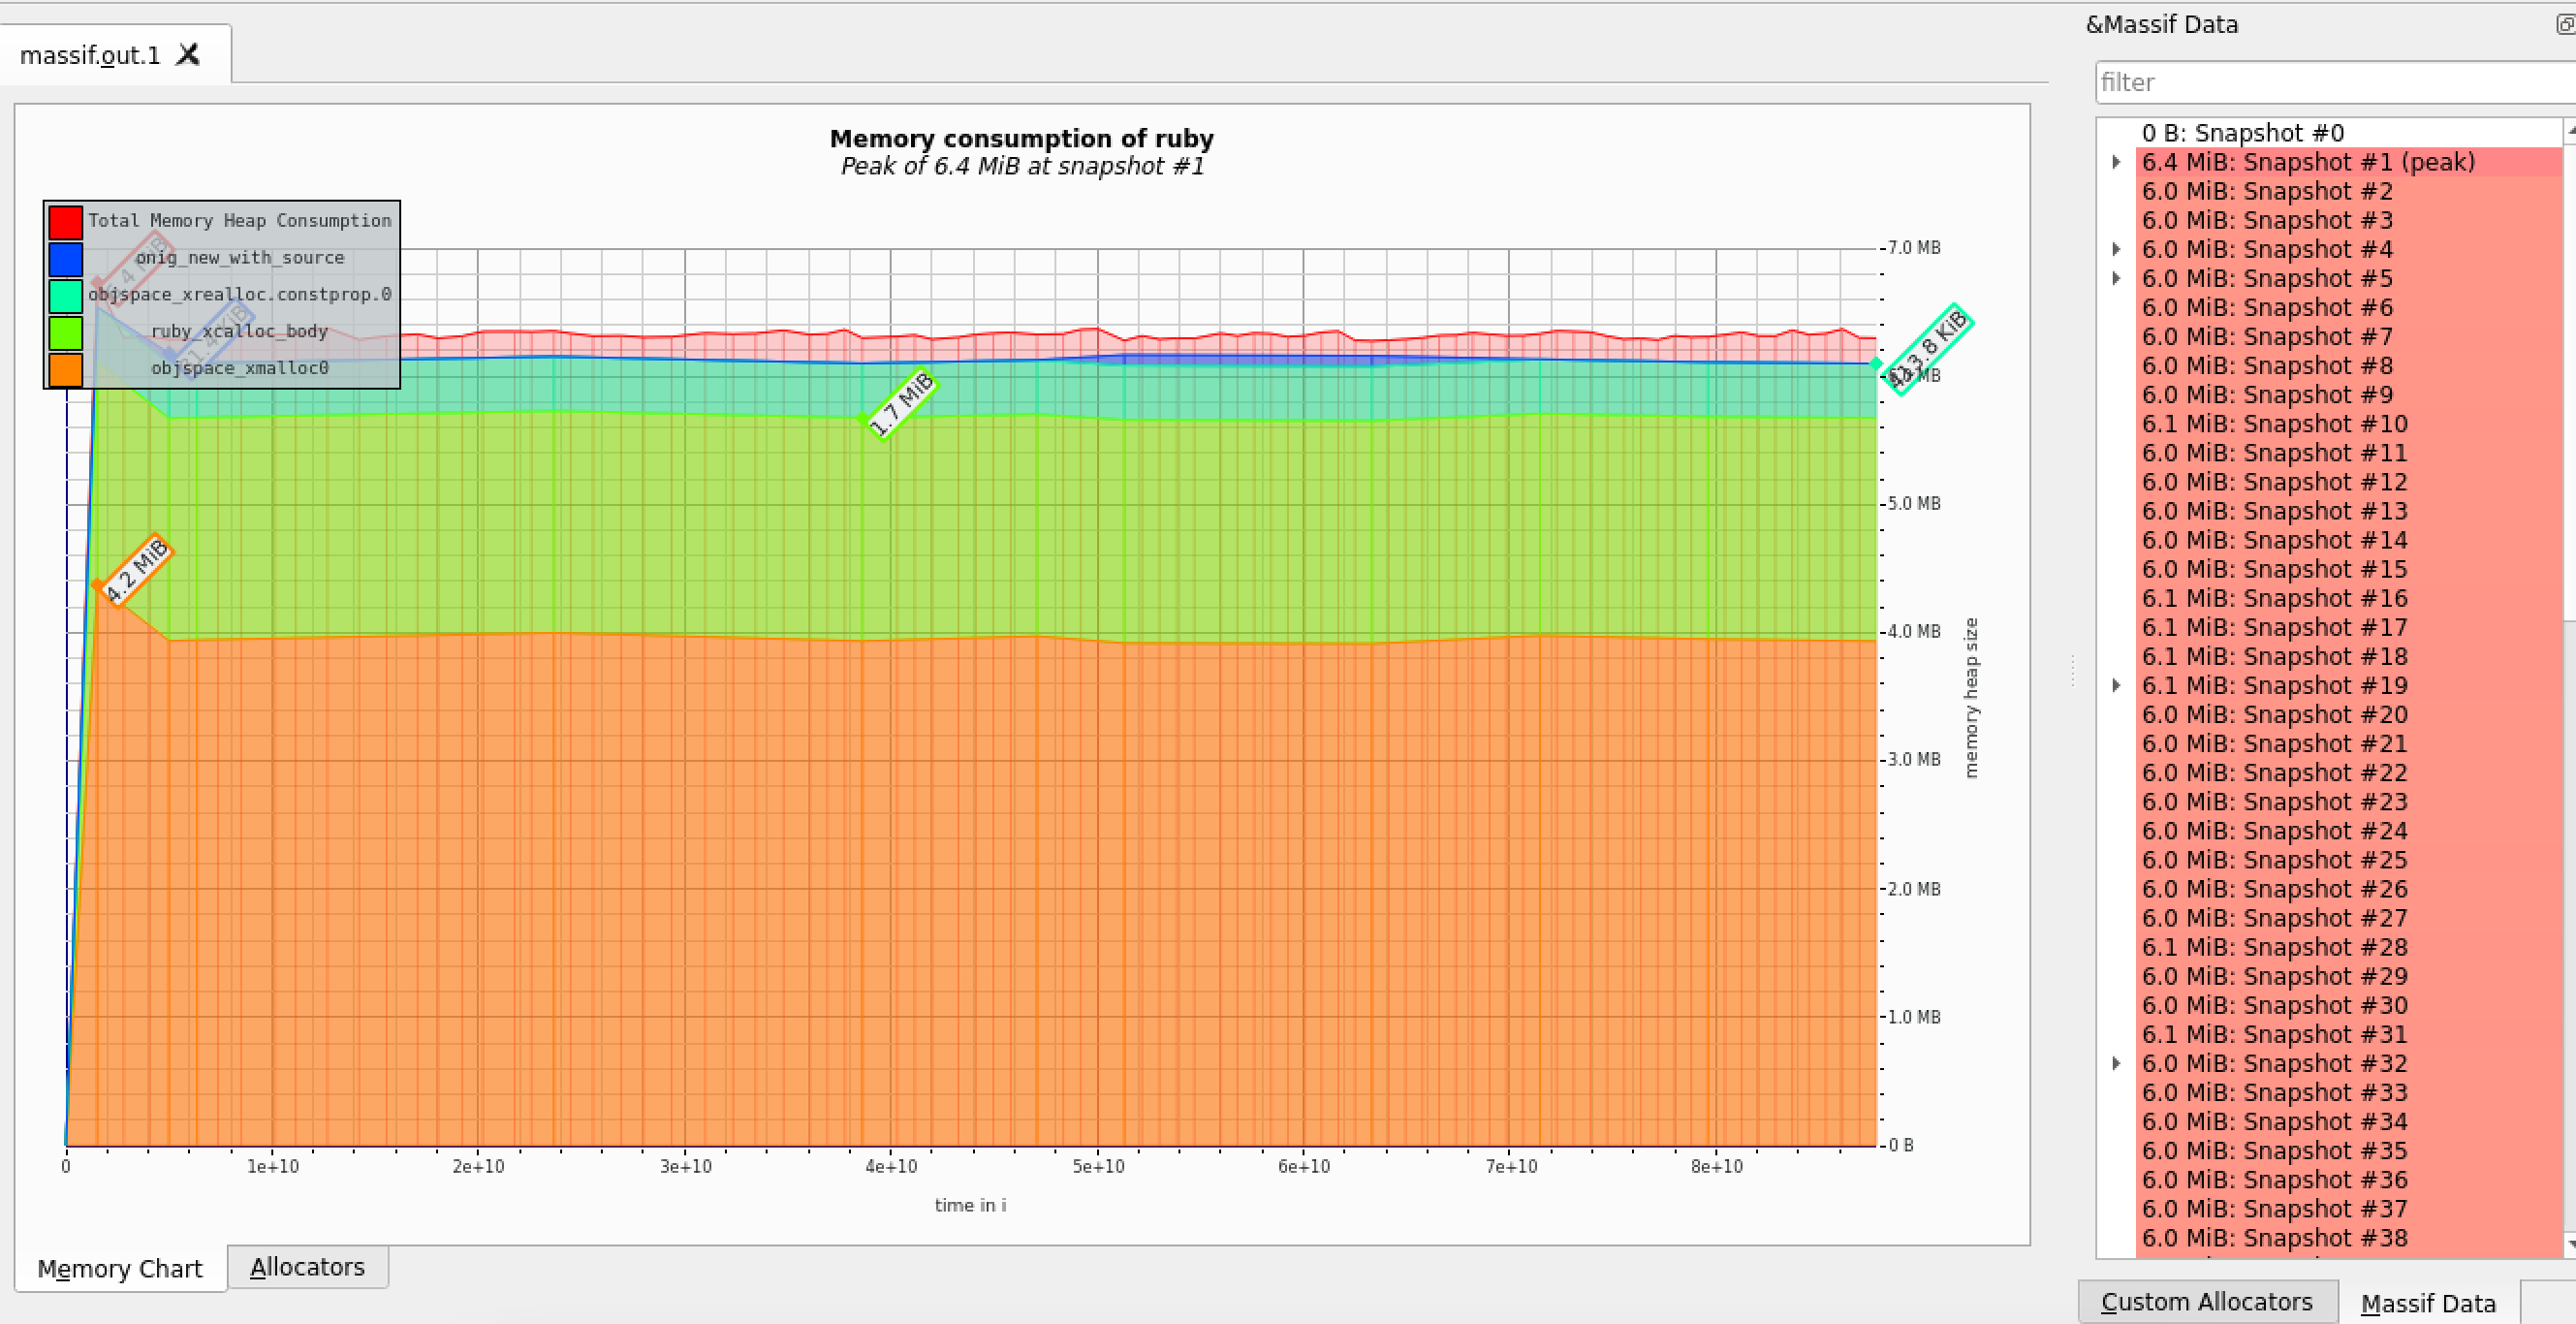 massif.out.1
Memory consumption of ruby
Peak of 6.4 MiB at snapshot #1
Total Memory Heap Consumption
onig_new_with_source
objspace_xrealloc.constprop.0
ruby_xcalloc_body
objspace_xmalloc0
4.2 MiB
1.7 MiB
7.0 MB
MB
5.0 MB
4.0 MB
3.0 MB
2.0 MB
1.0 MB
0 B
memory heap size
0
1e+10
2e+10
3e+10
4e+10
5e+10
6e+10
7e+10
8e+10
time in i
Memory Chart
Allocators
&Massif Data
filter
0 B: Snapshot #0
6.4 MiB: Snapshot #1 (peak)
6.0 MiB: Snapshot #2
6.0 MiB: Snapshot #3
6.0 MiB: Snapshot #4
6.0 MiB: Snapshot #5
6.0 MiB: Snapshot #6
6.0 MiB: Snapshot #7
6.0 MiB: Snapshot #8
6.0 MiB: Snapshot #9
6.1 MiB: Snapshot #10
6.0 MiB: Snapshot #11
6.0 MiB: Snapshot #12
6.0 MiB: Snapshot #13
6.0 MiB: Snapshot #14
6.0 MiB: Snapshot #15
6.1 MiB: Snapshot #16
6.1 MiB: Snapshot #17
6.1 MiB: Snapshot #18
6.1 MiB: Snapshot #19
6.0 MiB: Snapshot #20
6.0 MiB: Snapshot #21
6.0 MiB: Snapshot #22
6.0 MiB: Snapshot #23
6.0 MiB: Snapshot #24
6.0 MiB: Snapshot #25
6.0 MiB: Snapshot #26
6.0 MiB: Snapshot #27
6.1 MiB: Snapshot #28
6.0 MiB: Snapshot #29
6.0 MiB: Snapshot #30
6.1 MiB: Snapshot #31
6.0 MiB: Snapshot #32
6.0 MiB: Snapshot #33
6.0 MiB: Snapshot #34
6.0 MiB: Snapshot #35
6.0 MiB: Snapshot #36
6.0 MiB: Snapshot #37
6.0 MiB: Snapshot #38
Custom Allocators
Massif Data